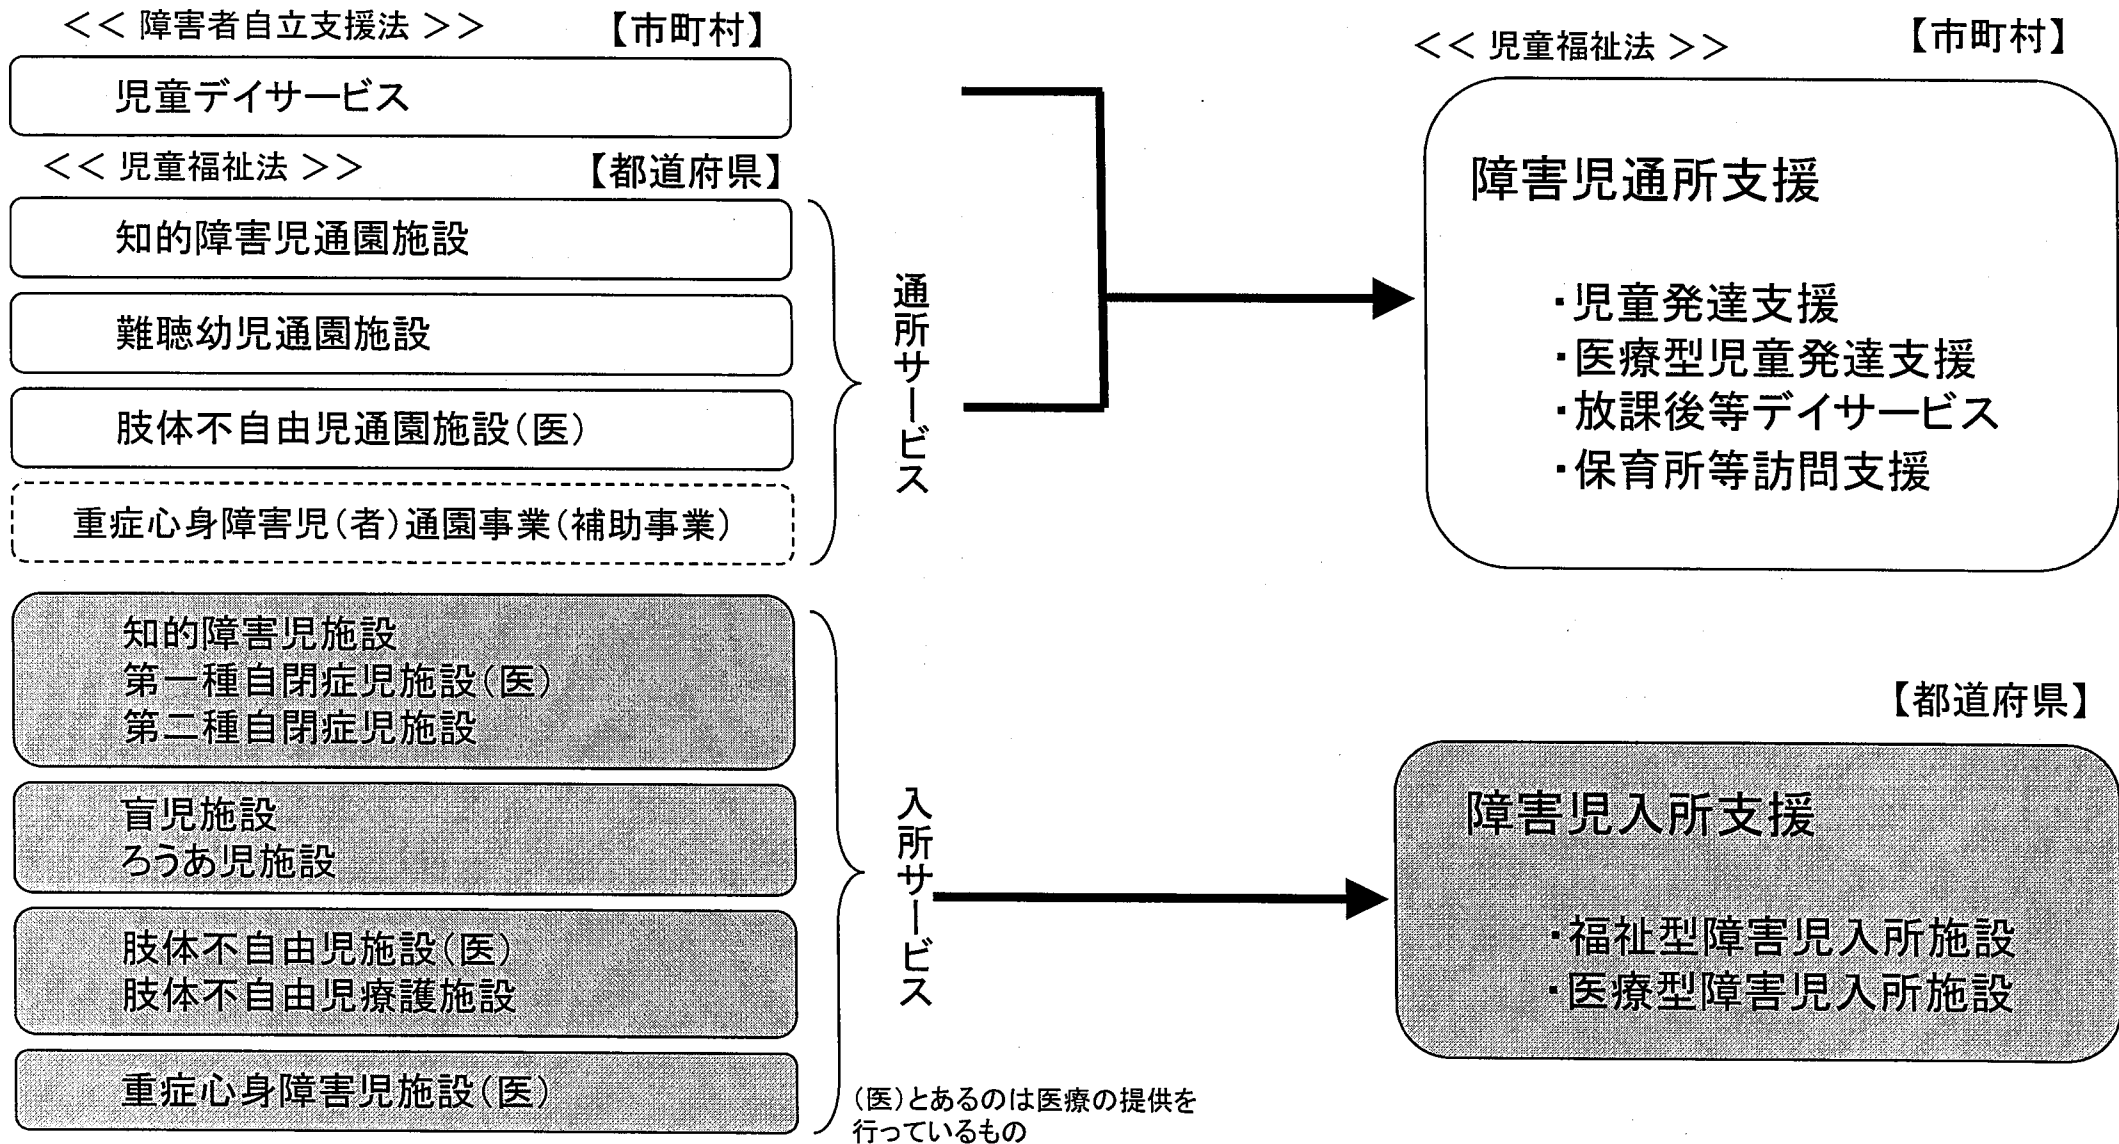 << 障害者自立支援法 >> 【市町村】
児童デイサービス
<< 児童福祉法 >> 【都道府県】
知的障害児通園施設
難聴幼児通園施設
肢体不自由児通園施設(医)
重症心身障害児(者)通園事業(補助事業)
通所サービス
知的障害児施設
第一種自閉症児施設(医)
第二種自閉症児施設
盲児施設
ろうあ児施設
肢体不自由児施設(医)
肢体不自由児療護施設
重症心身障害児施設(医)
入所サービス
(医)とあるのは医療の提供を
行っているもの
<< 児童福祉法 >> 【市町村】
障害児通所支援
・児童発達支援
・医療型児童発達支援
・放課後等デイサービス
・保育所等訪問支援
【都道府県】
障害児入所支援
・福祉型障害児入所施設
・医療型障害児入所施設